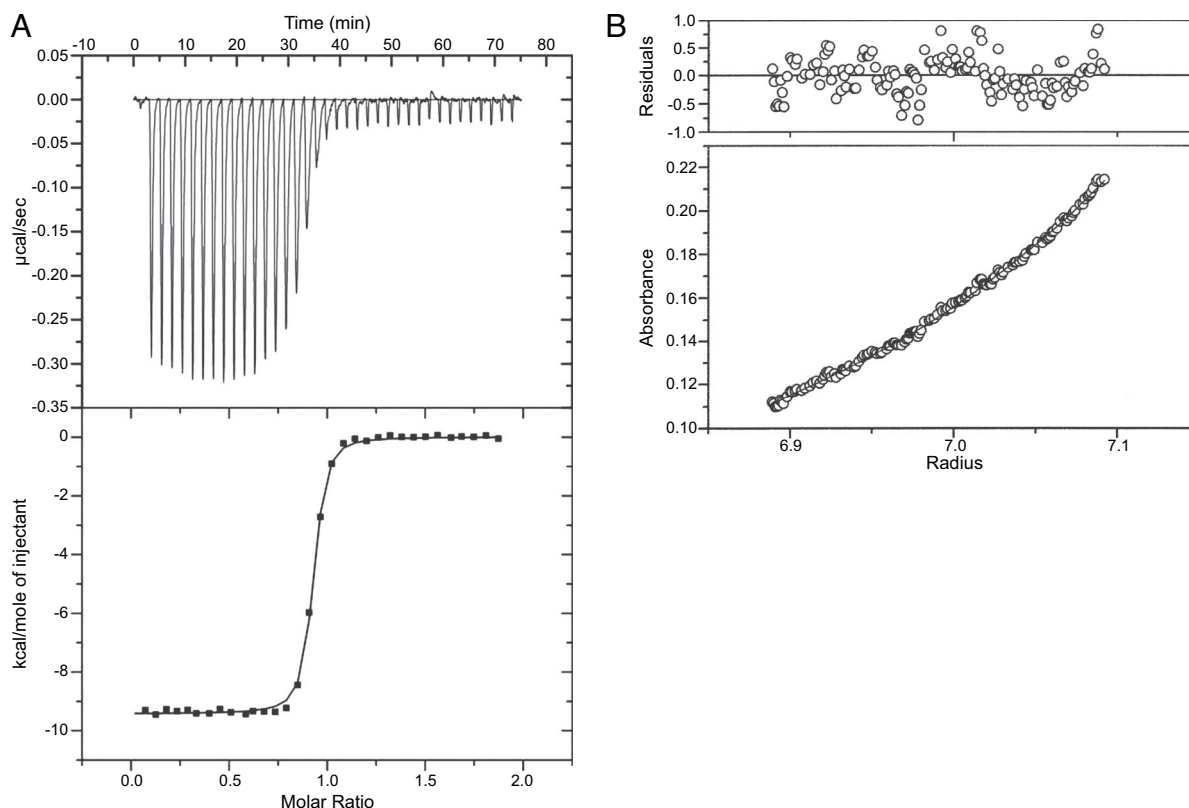 A
Time (min)
-10 0 10 20 30 40 50 60 70 80
0.05
0.00
-0.05
-0.10
-0.15
-0.20
-0.25
-0.30
-0.35
µcal/sec
0
-2
-4
-6
-8
-10
kcal/mole of injectant
0.0 0.5 1.0 1.5 2.0
Molar Ratio
B
1.0
0.5
0.0
-0.5
-1.0
Residuals
0.22
0.20
0.18
0.16
0.14
0.12
0.10
Absorbance
6.9 7.0 7.1
Radius